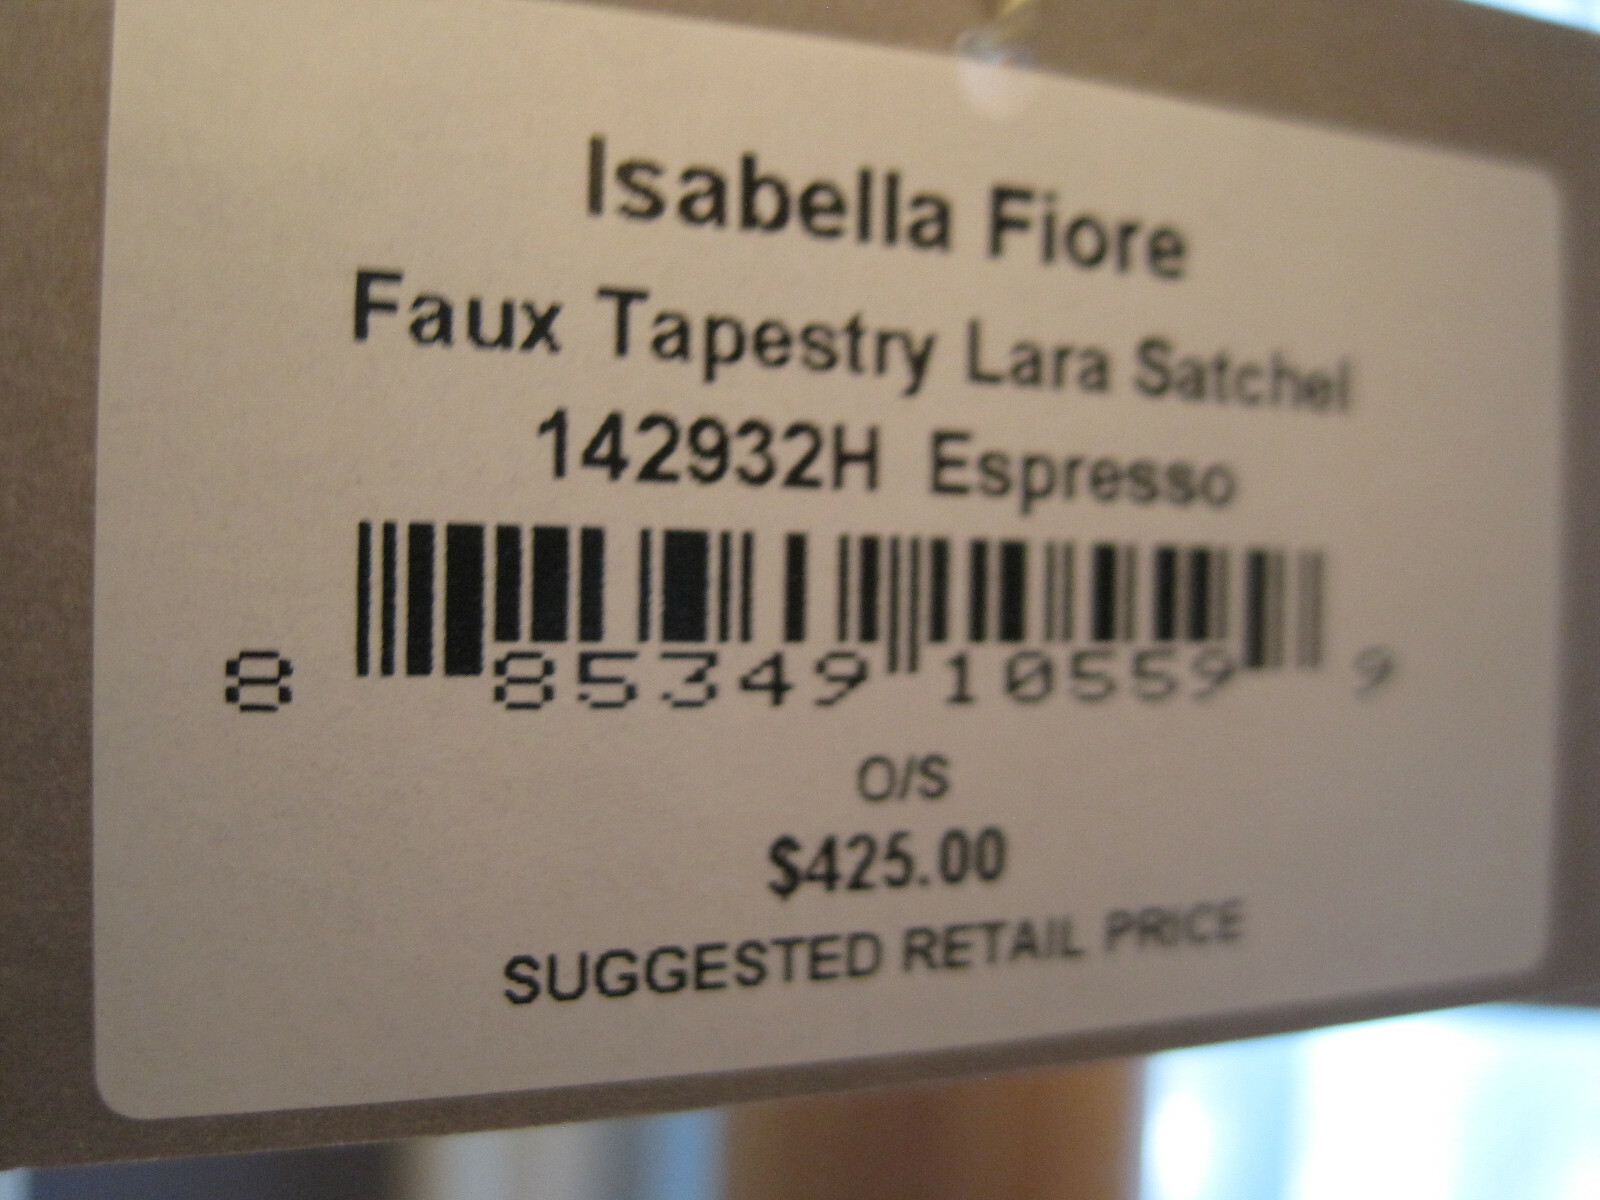 Isabella Fiore
Faux Tapestry Lara Satchel
142932H Espresso
8 85349 10559 9
O/S
$425.00
SUGGESTED RETAIL PRICE